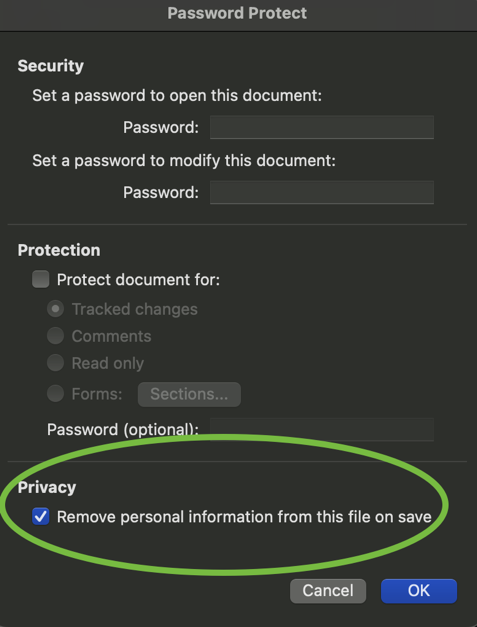 Password Protect
Security
Set a password to open this document:
Password:
Set a password to modify this document:
Password:
Protection
Protect document for:
Tracked changes
Comments
Read only
Forms: Sections...
Password (optional):
Privacy
Remove personal information from this file on save
Cancel OK